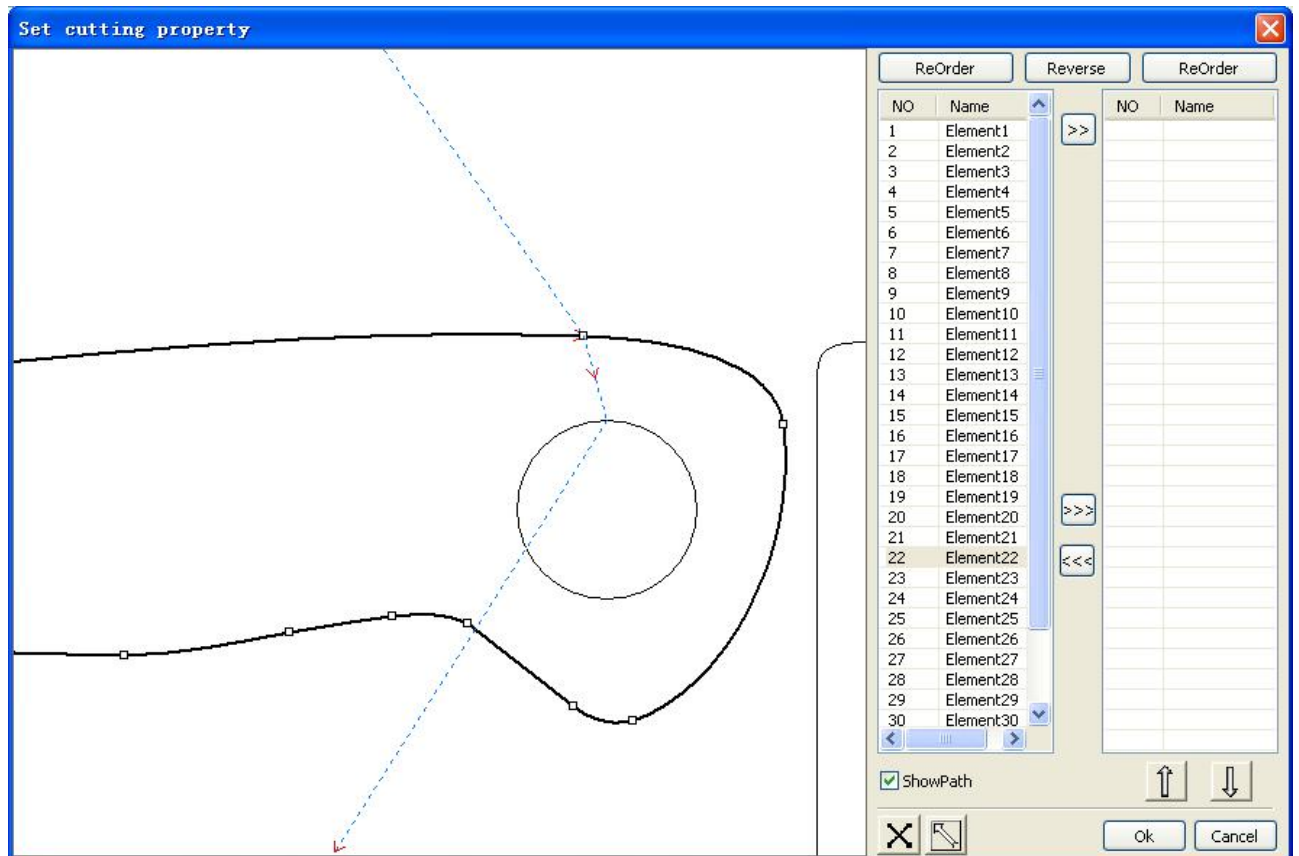 Set cutting property
ReOrder Reverse ReOrder
NO Name NO Name
1 Element1 >>
2 Element2
3 Element3
4 Element4
5 Element5
6 Element6
7 Element7
8 Element8
9 Element9
10 Element10
11 Element11
12 Element12
13 Element13
14 Element14
15 Element15
16 Element16
17 Element17
18 Element18
19 Element19
20 Element20 >>>
21 Element21
22 Element22 <<<
23 Element23
24 Element24
25 Element25
26 Element26
27 Element27
28 Element28
29 Element29
30 Element30
ShowPath
Ok Cancel